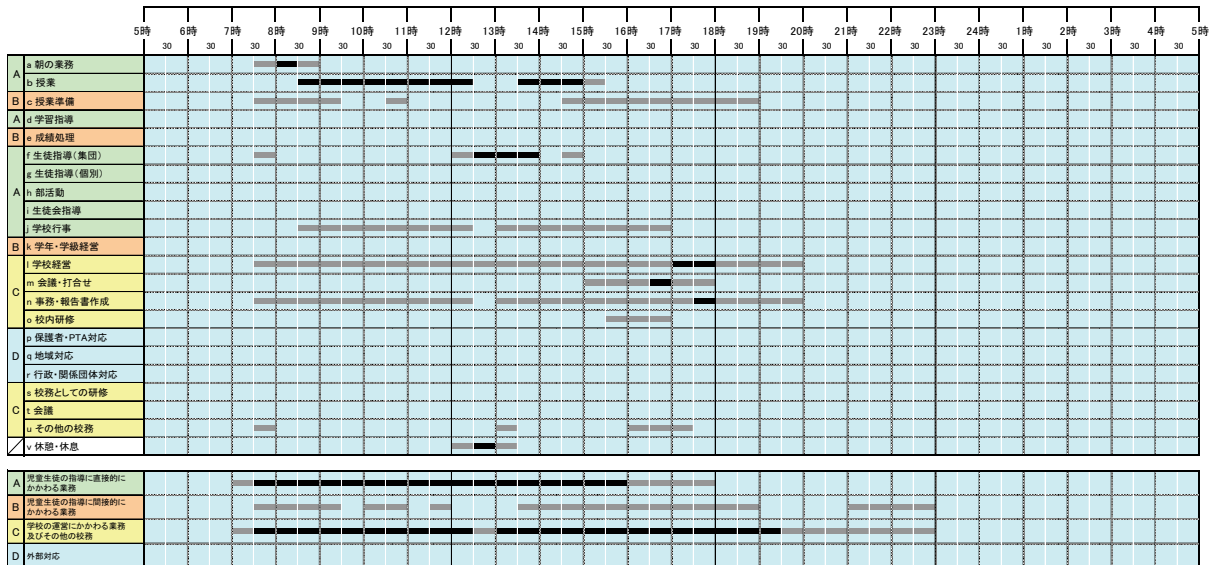 5時 6時 7時 8時 9時 10時 11時 12時 13時 14時 15時 16時 17時 18時 19時 20時 21時 22時 23時 24時 1時 2時 3時 4時 5時
30 30 30 30 30 30 30 30 30 30 30 30 30 30 30 30 30 30 30 30 30 30 30 30
A a 朝の業務
b 授業
B c 授業準備
A d 学習指導
B e 成績処理
A f 生徒指導(集団)
g 生徒指導(個別)
h 部活動
i 生徒会指導
j 学校行事
B k 学年・学級経営
C l 学校経営
m 会議・打合せ
n 事務・報告書作成
o 校内研修
D p 保護者・PTA対応
q 地域対応
r 行政・関係団体対応
C s 校務としての研修
t 会議
u その他の校務
v 休憩・休息
A 児童生徒の指導に直接的に
かかわる業務
B 児童生徒の指導に間接的に
かかわる業務
C 学校の運営にかかわる業務
及びその他の校務
D 外部対応